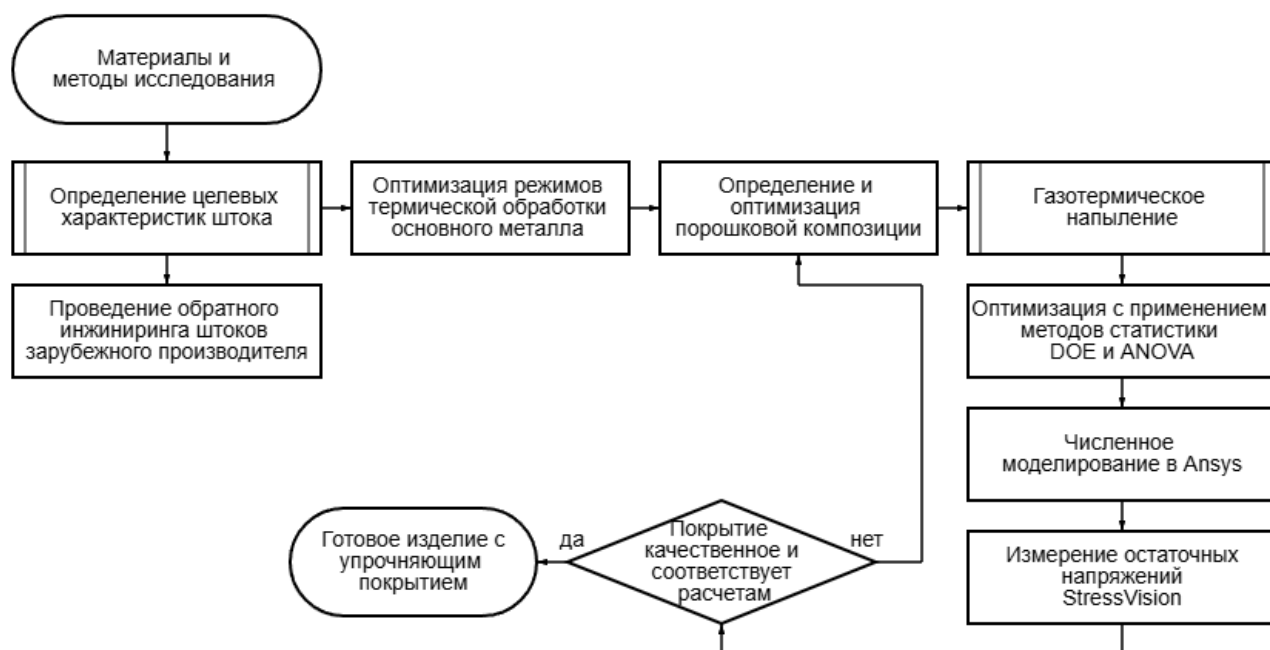 Материалы и
методы исследования
Определение целевых
характеристик штока
Оптимизация режимов
термической обработки
основного металла
Определение и
оптимизация
порошковой композиции
Газотермическое
напыление
Проведение обратного
инжиниринга штоков
зарубежного производителя
Оптимизация с применением
методов статистики
DOE и ANOVA
Численное
моделирование в Ansys
Измерение остаточных
напряжений
StressVision
Покрытие
качественное и
соответствует
расчетам
да
нет
Готовое изделие с
упрочняющим
покрытием